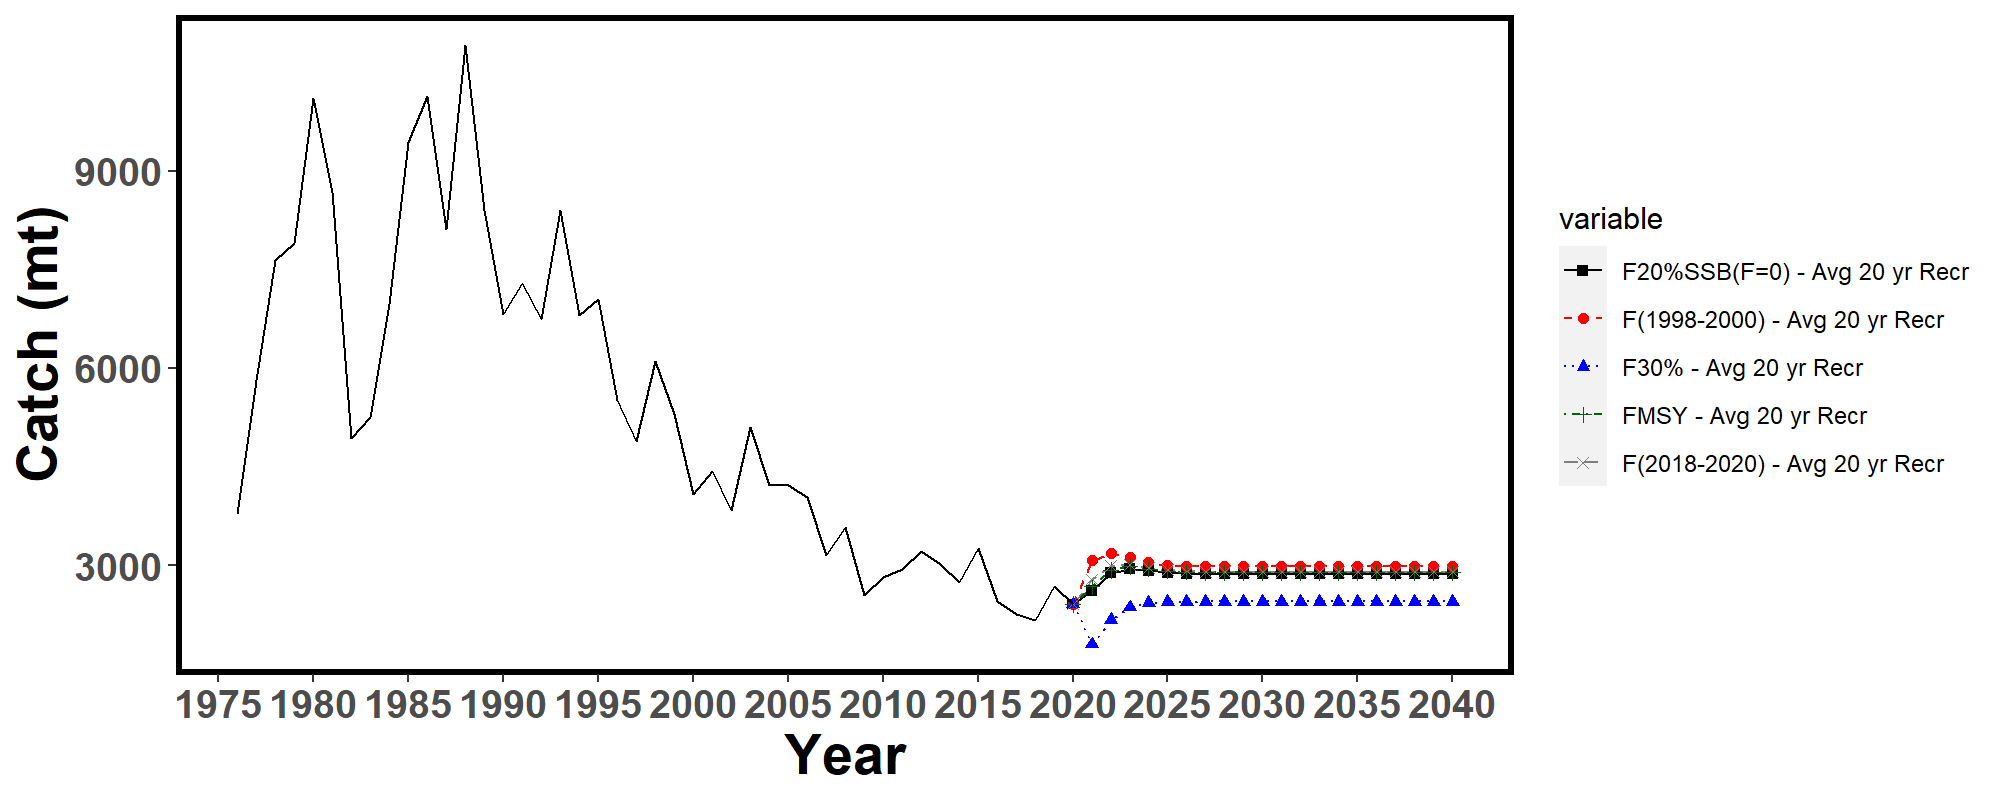 Catch (mt)
9000
6000
3000
1975 1980 1985 1990 1995 2000 2005 2010 2015 2020 2025 2030 2035 2040
Year
variable
F20%SSB(F=0) - Avg 20 yr Recr
F(1998-2000) - Avg 20 yr Recr
F30% - Avg 20 yr Recr
FMSY - Avg 20 yr Recr
F(2018-2020) - Avg 20 yr Recr